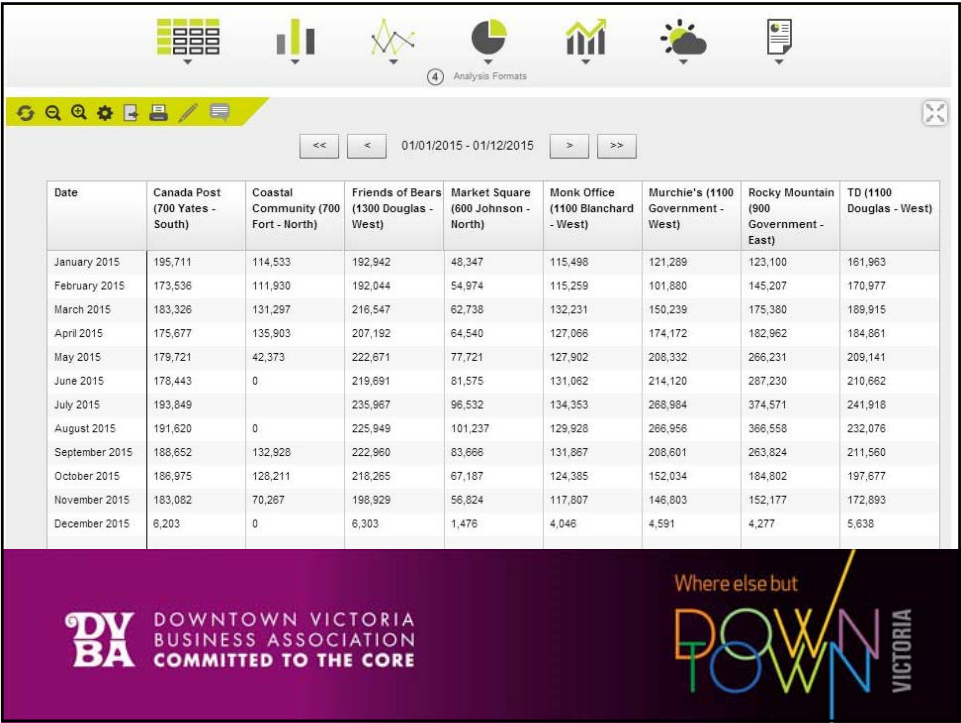 4 Analysis Formats
<< < 01/01/2015 - 01/12/2015 > >>
Date Canada Post (700 Yates - South) Coastal Community (700 Fort - North) Friends of Bears (1300 Douglas - West) Market Square (600 Johnson - North) Monk Office (1100 Blanchard - West) Murchie's (1100 Government - West) Rocky Mountain (900 Government - East) TD (1100 Douglas - West)
January 2015 195,711 114,533 192,942 48,347 115,498 121,289 123,100 161,963
February 2015 173,536 111,930 192,044 54,974 115,259 101,880 145,207 170,977
March 2015 183,326 131,297 216,547 62,738 132,231 150,239 175,380 189,915
April 2015 175,677 135,903 207,192 64,540 127,066 174,172 182,962 184,861
May 2015 179,721 42,373 222,671 77,721 127,902 208,332 266,231 209,141
June 2015 178,443 0 219,691 81,575 131,062 214,120 287,230 210,662
July 2015 193,849 235,967 96,532 134,353 268,984 374,571 241,918
August 2015 191,620 0 225,949 101,237 129,928 266,956 366,558 232,076
September 2015 188,652 132,928 222,960 83,666 131,867 208,601 263,824 211,560
October 2015 186,975 128,211 218,265 67,187 124,385 152,034 184,802 197,677
November 2015 183,082 70,267 198,929 56,824 117,807 146,803 152,177 172,893
December 2015 6,203 0 6,303 1,476 4,046 4,591 4,277 5,638
DV
BA
DOWNTOWN VICTORIA
BUSINESS ASSOCIATION
COMMITTED TO THE CORE
Where else but
DOWN
TOWN
VICTORIA